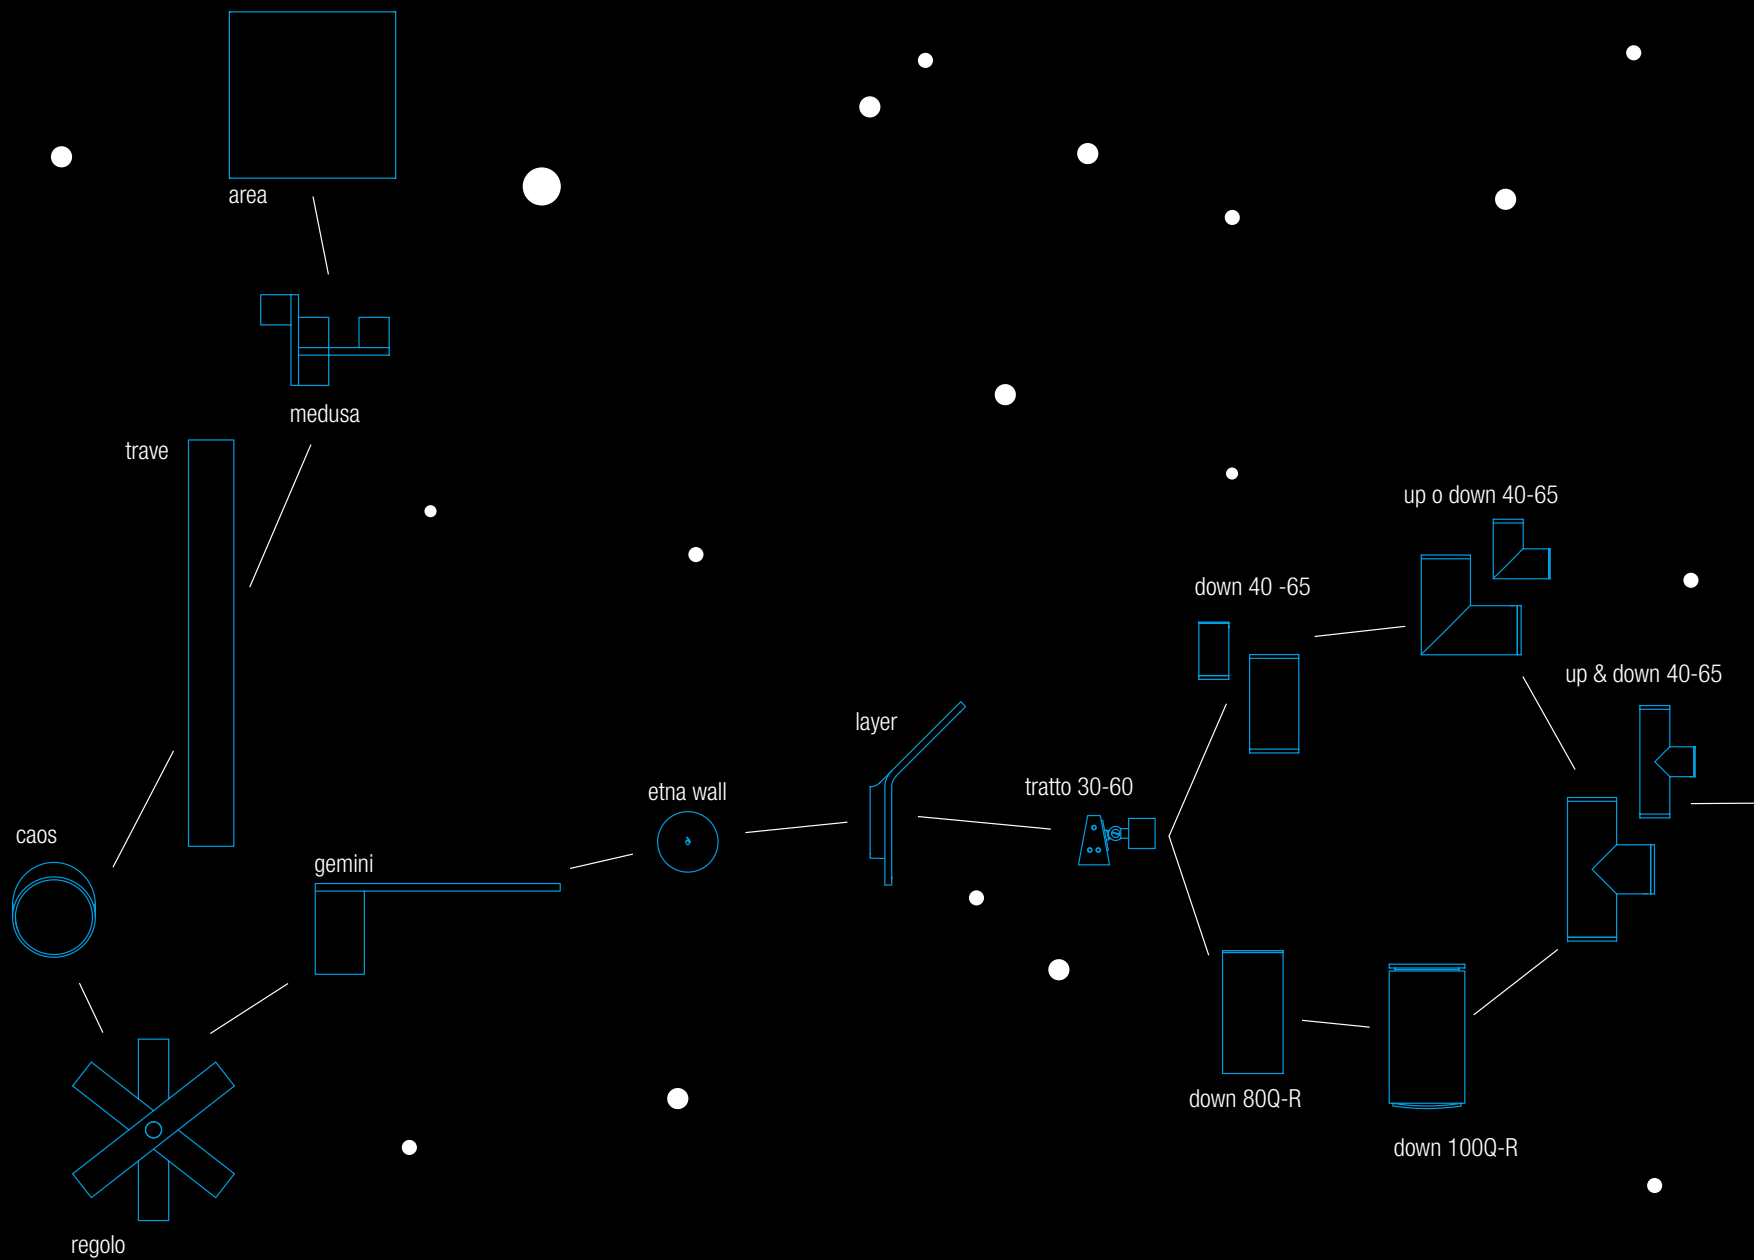 area
medusa
trave
up o down 40-65
down 40 -65
up & down 40-65
layer
tratto 30-60
etna wall
caos
gemini
down 80Q-R
down 100Q-R
regolo